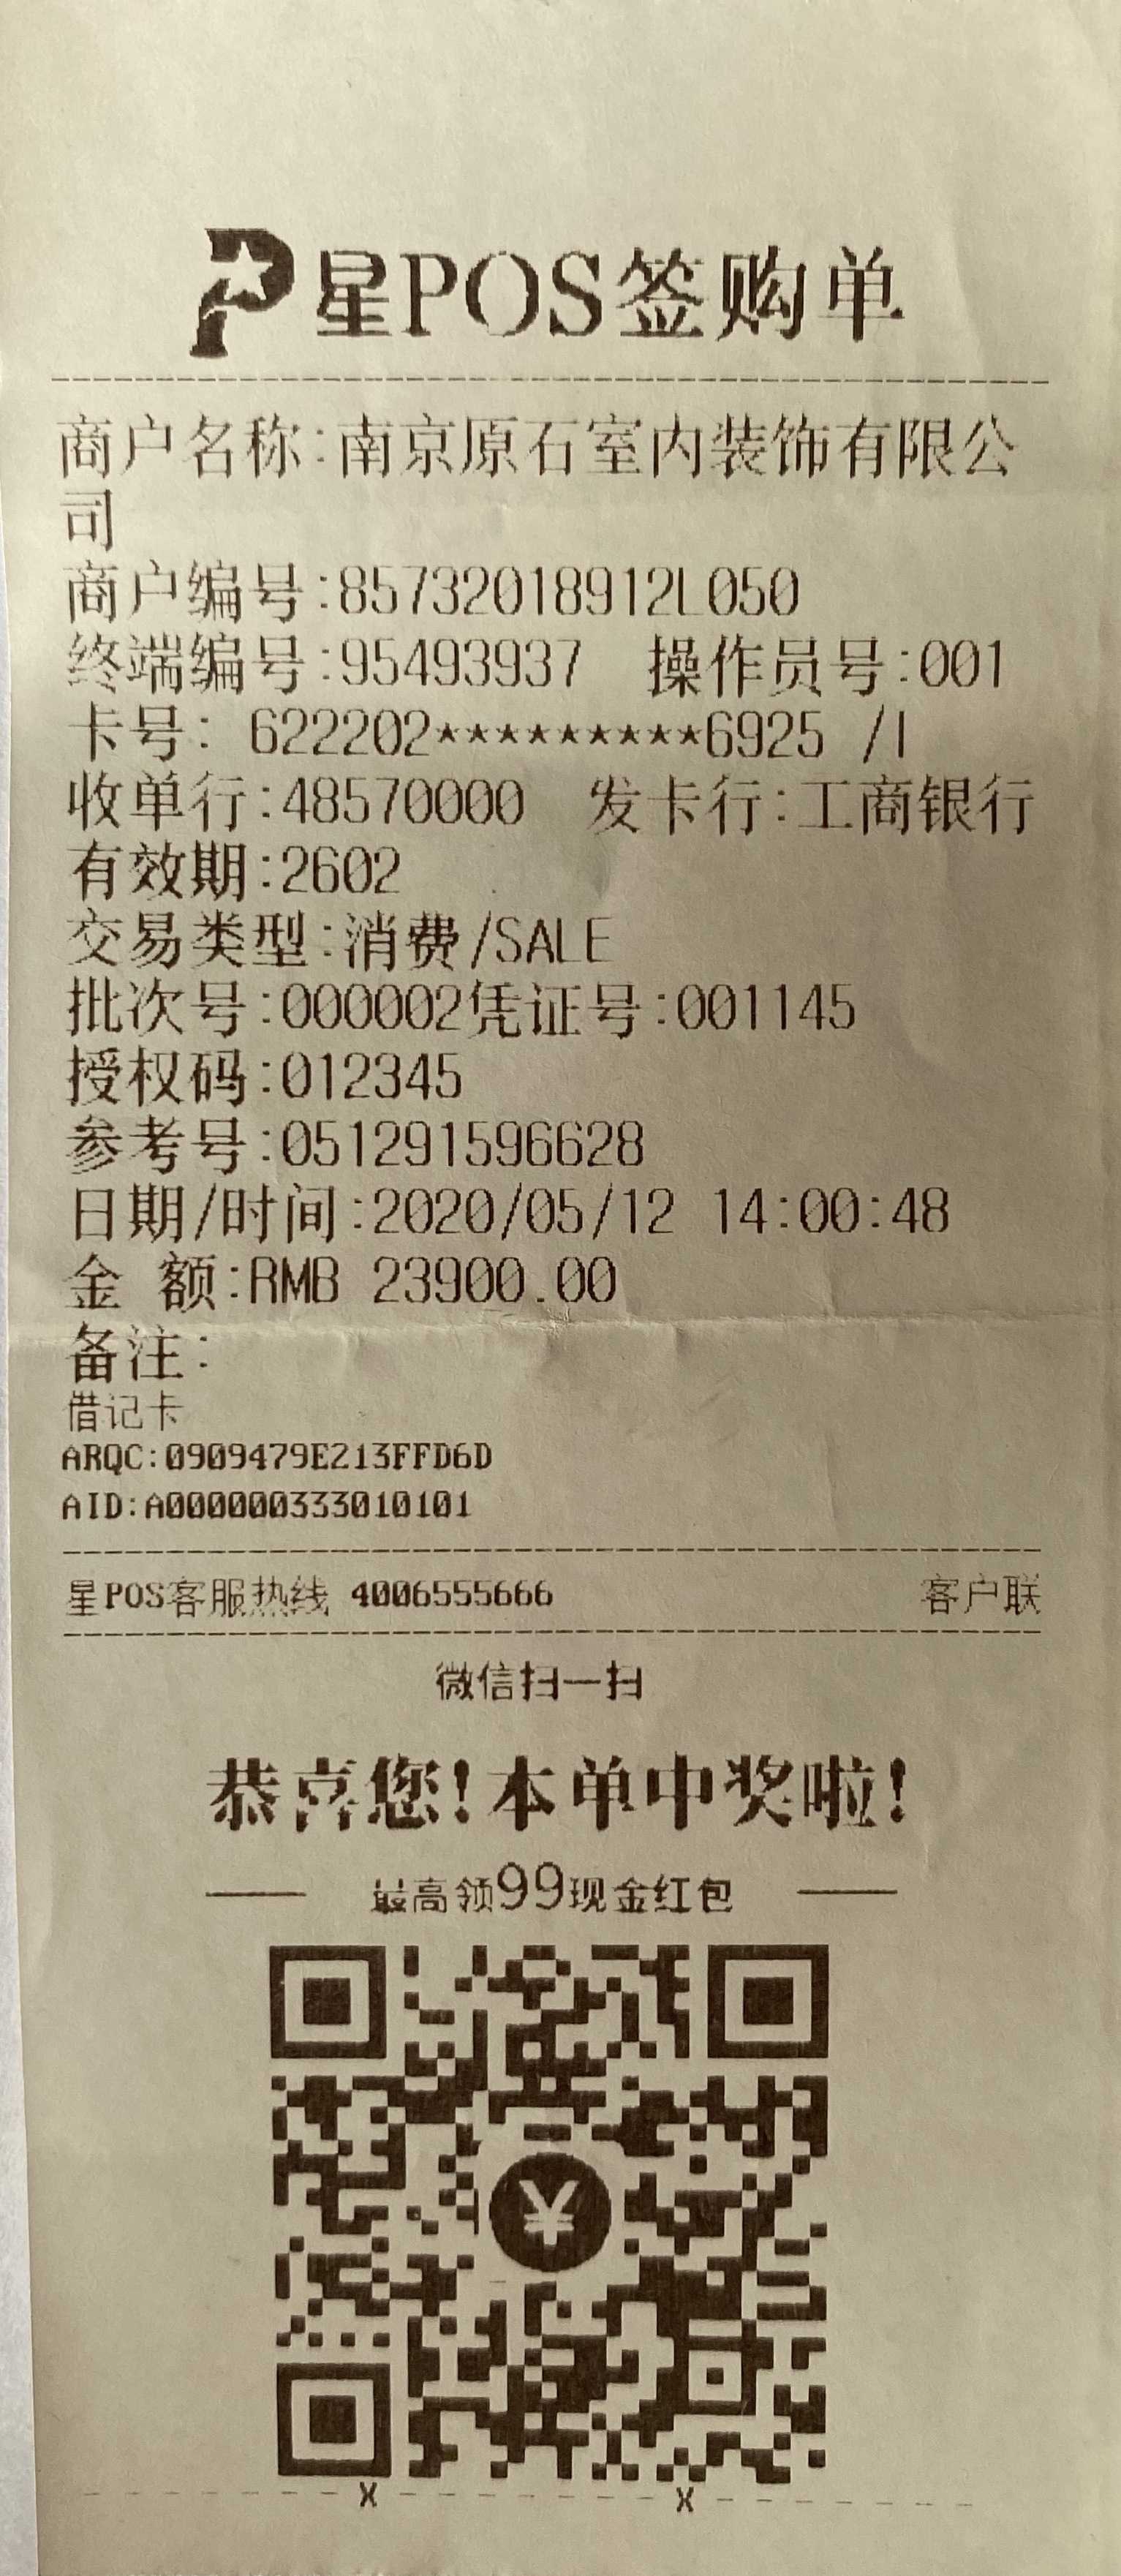 星POS签购单
商户名称:南京原石室内装饰有限公
司
商户编号:85732018912L050
终端编号:95493937 操作员号:001
卡号: 622202*********6925 /I
收单行:48570000 发卡行:工商银行
有效期:2602
交易类型:消费/SALE
批次号:000002凭证号:001145
授权码:012345
参考号:051291596628
日期/时间:2020/05/12 14:00:48
金 额:RMB 23900.00
备注:
借记卡
ARQC:0909479E213FFD6D
AID:A000000333010101
星POS客服热线 4006555666 客户联
微信扫一扫
恭喜您!本单中奖啦!
最高领99现金红包
¥